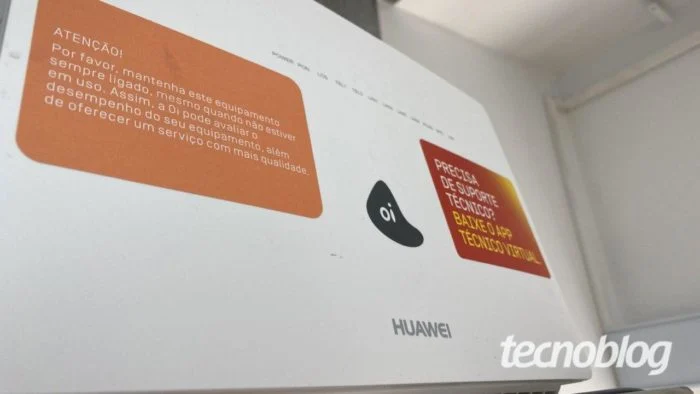 ATENÇÃO!
Por favor, mantenha este equipamento
sempre ligado, mesmo quando não estiver
em uso. Assim, a Oi pode avaliar o
desempenho do seu equipamento, além
de oferecer um serviço com mais qualidade.
POWER PON LOS TEL1 TEL2
oi
PRECISA
DE SUPORTE
TÉCNICO?
BAIXE O APP
TÉCNICO VIRTUAL
HUAWEI
tecnoblog